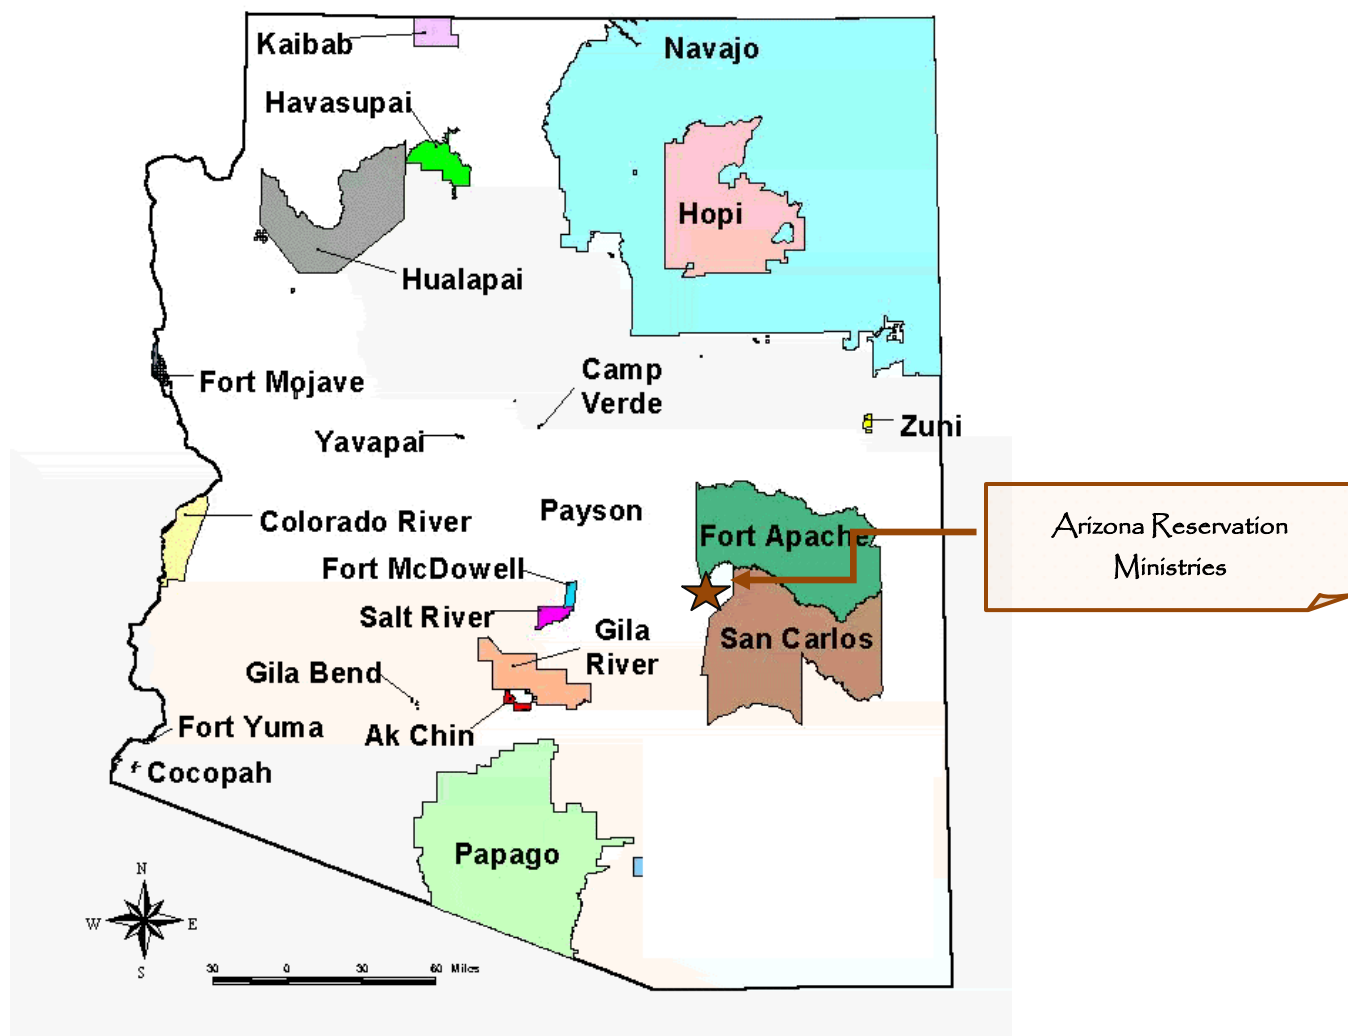 Kaibab
Navajo
Havasupai
Hopi
Hualapai
Fort Mojave
Camp
Verde
Yavapai
Zuni
Colorado River
Payson
Fort Apache
Arizona Reservation
Ministries
Fort McDowell
Salt River
Gila
River
San Carlos
Gila Bend
Fort Yuma
Ak Chin
Cocopah
Papago
N
W
E
S
30 0 30 60 Miles